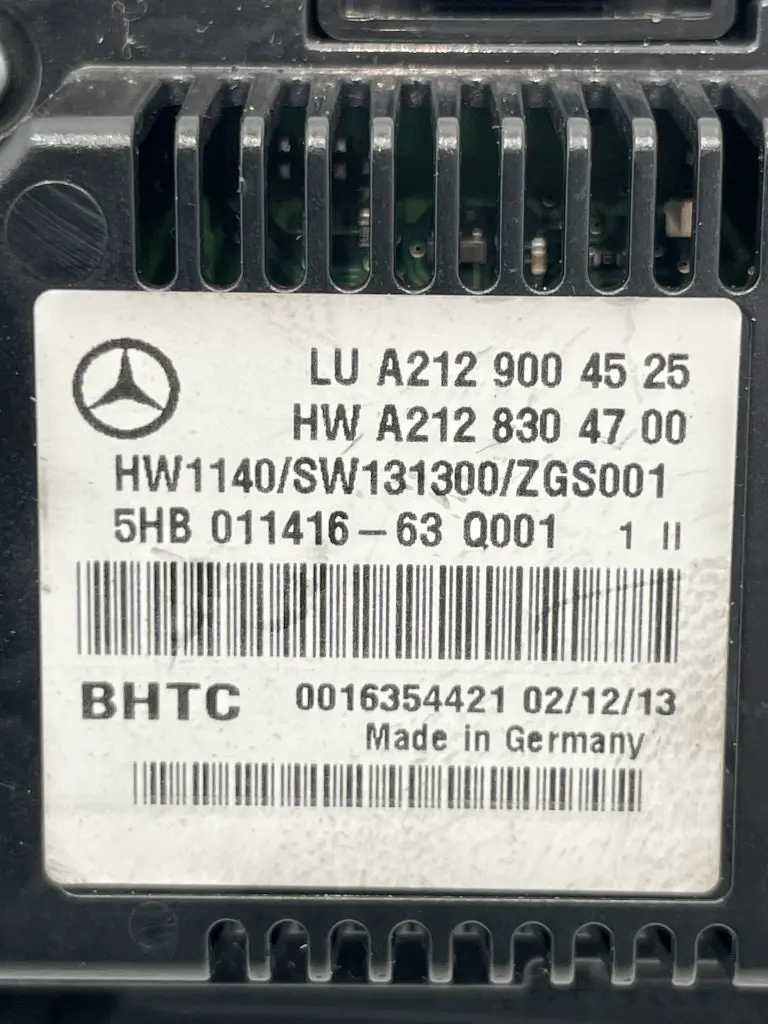 LU A212 900 45 25
HW A212 830 47 00
HW1140/SW131300/ZGS001
5HB 011416-63 Q001 1 II
BHTC 0016354421 02/12/13
Made in Germany